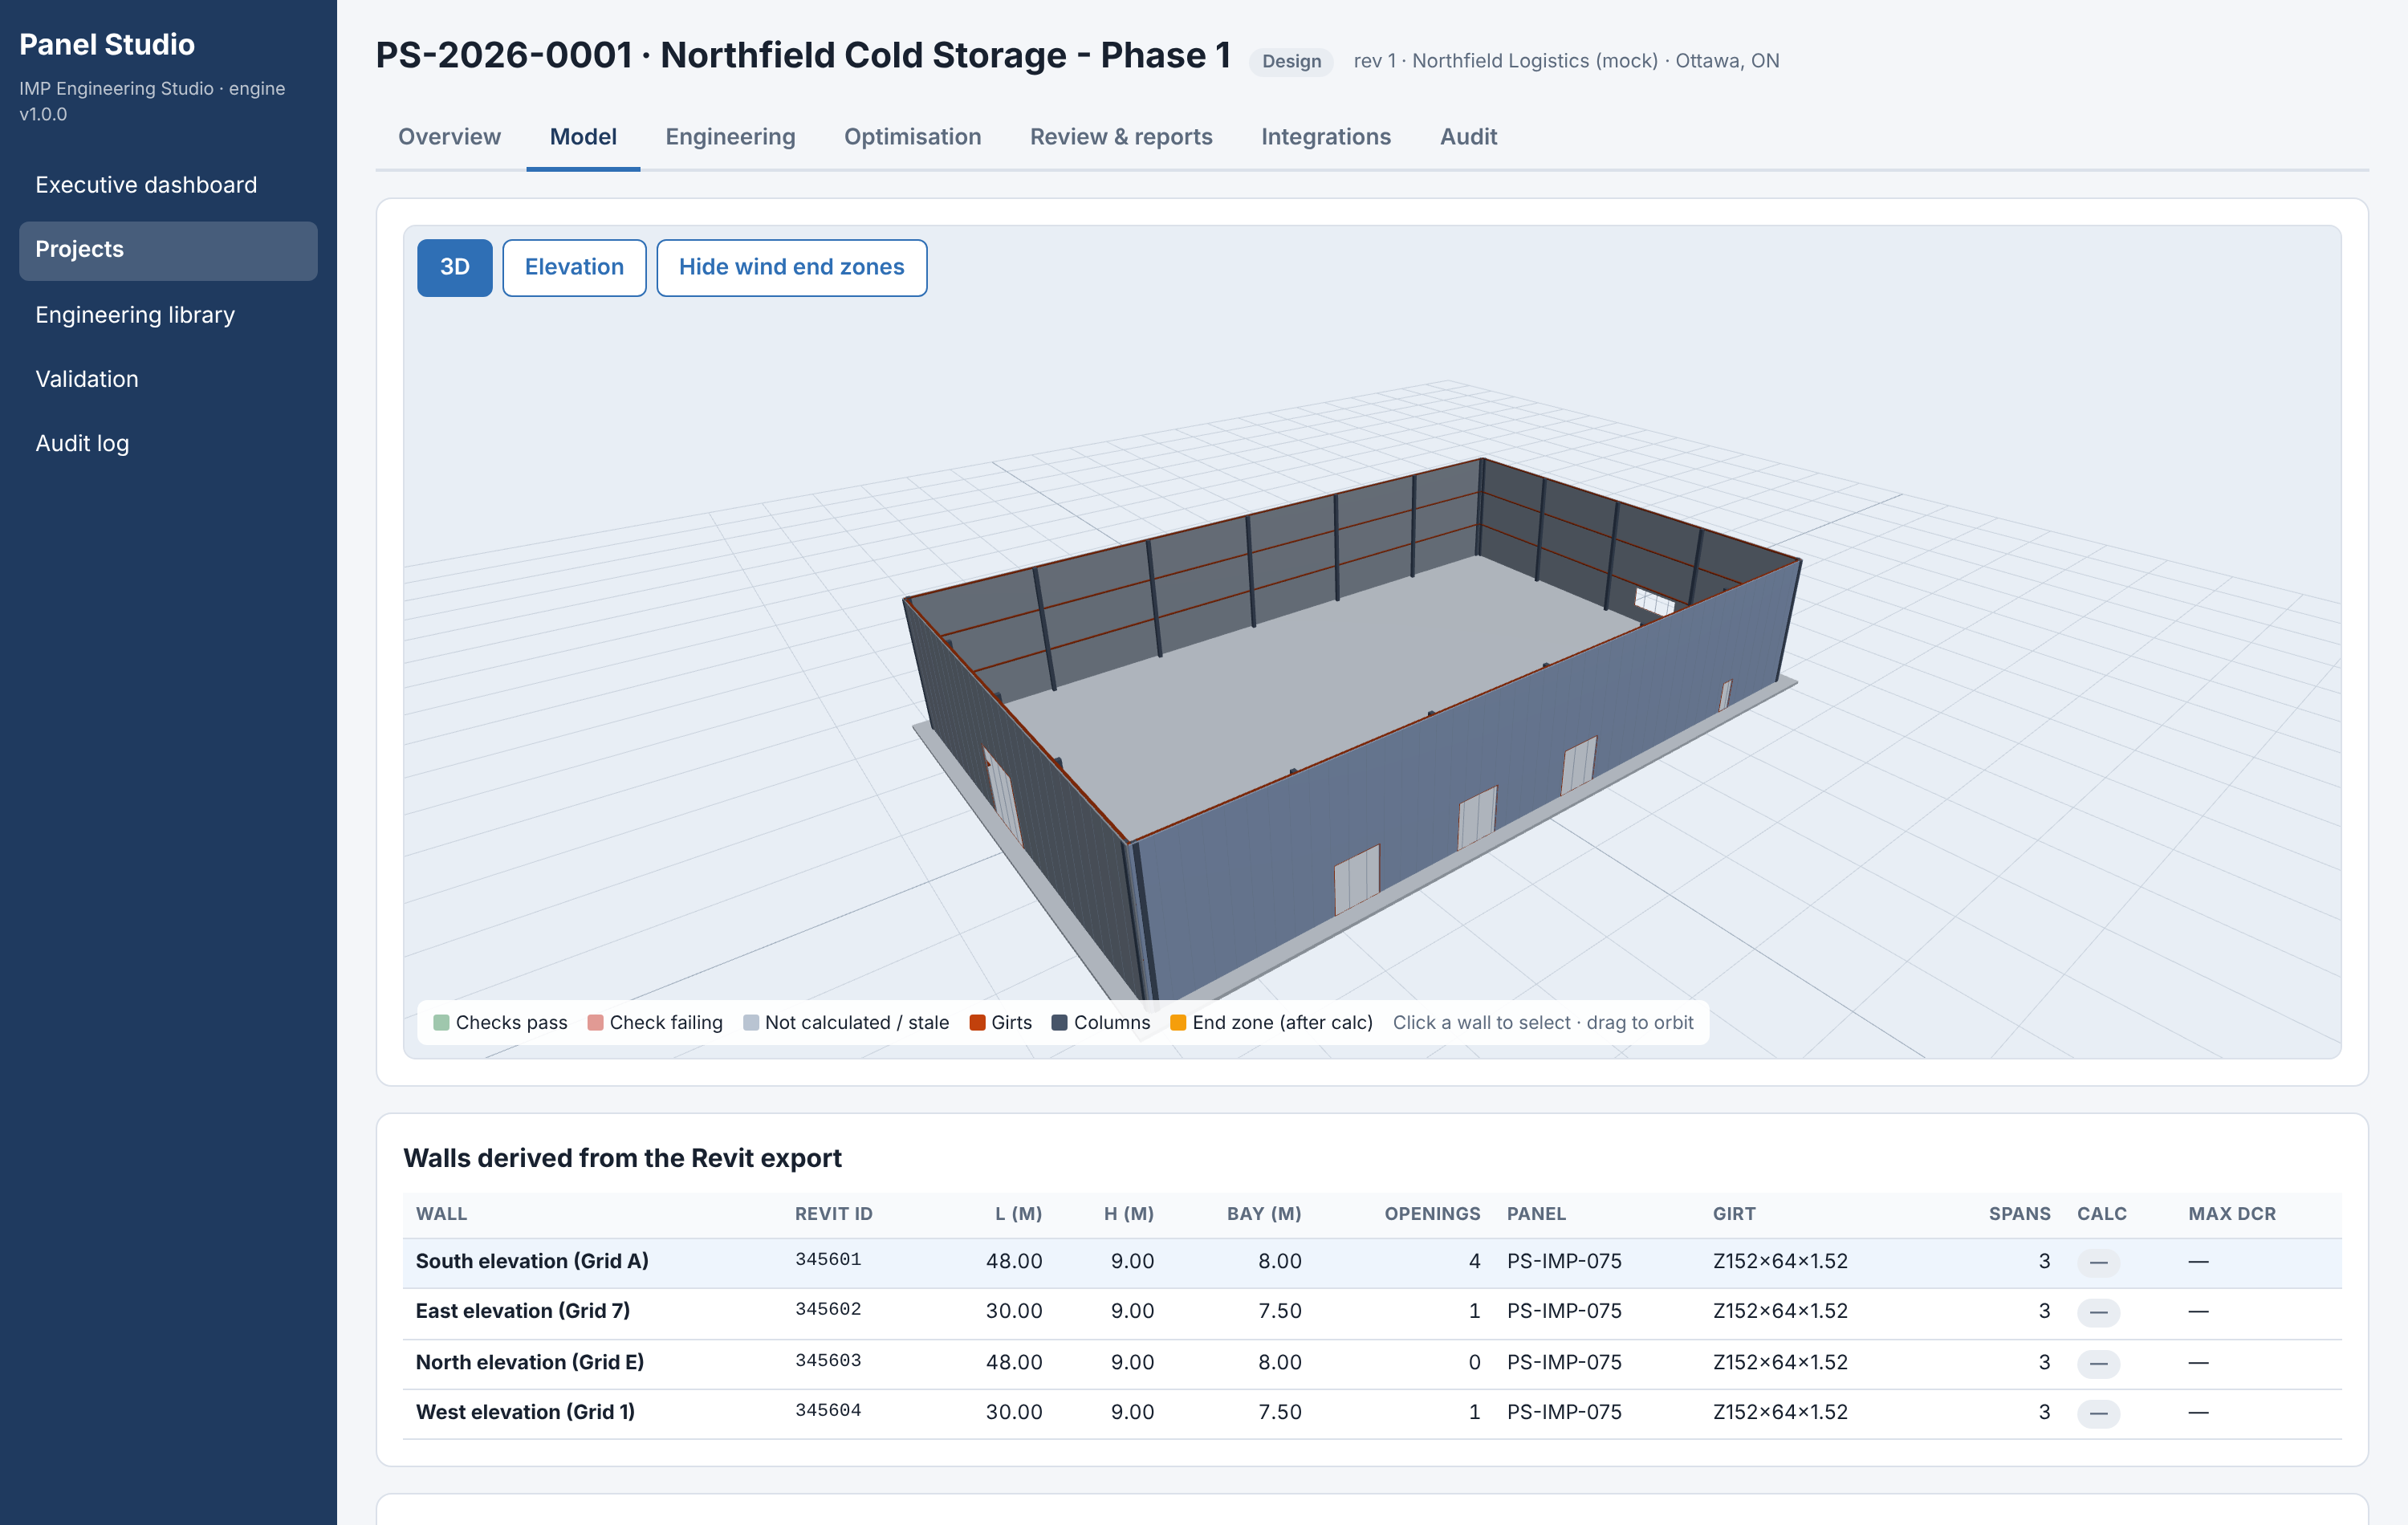 Panel Studio
IMP Engineering Studio · engine
v1.0.0
Executive dashboard
Projects
Engineering library
Validation
Audit log
PS-2026-0001 · Northfield Cold Storage - Phase 1 Design rev 1 · Northfield Logistics (mock) · Ottawa, ON
Overview Model Engineering Optimisation Review & reports Integrations Audit
3D Elevation Hide wind end zones
Checks pass Check failing Not calculated / stale Girts Columns End zone (after calc) Click a wall to select · drag to orbit
Walls derived from the Revit export
WALL REVIT ID L (M) H (M) BAY (M) OPENINGS PANEL GIRT SPANS CALC MAX DCR
South elevation (Grid A) 345601 48.00 9.00 8.00 4 PS-IMP-075 Z152×64×1.52 3 — —
East elevation (Grid 7) 345602 30.00 9.00 7.50 1 PS-IMP-075 Z152×64×1.52 3 — —
North elevation (Grid E) 345603 48.00 9.00 8.00 0 PS-IMP-075 Z152×64×1.52 3 — —
West elevation (Grid 1) 345604 30.00 9.00 7.50 1 PS-IMP-075 Z152×64×1.52 3 — —